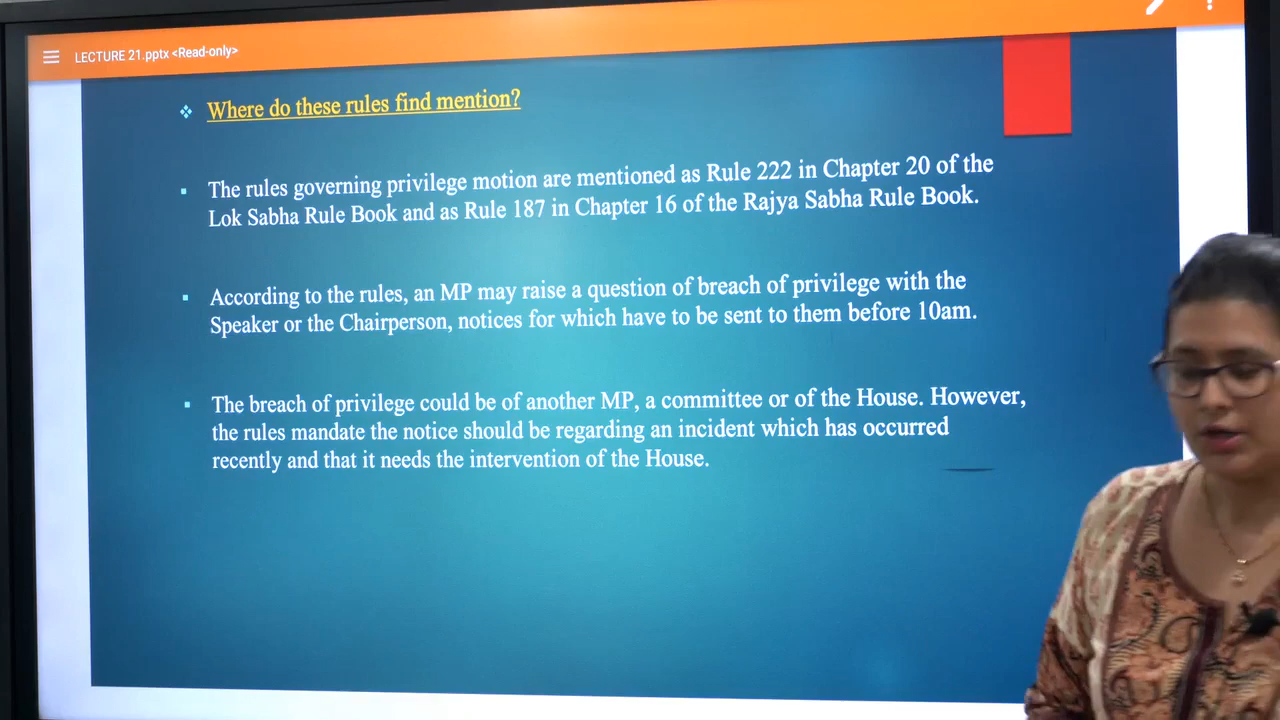 LECTURE 21.pptx <Read-only>
Where do these rules find mention?
The rules governing privilege motion are mentioned as Rule 222 in Chapter 20 of the
Lok Sabha Rule Book and as Rule 187 in Chapter 16 of the Rajya Sabha Rule Book.
According to the rules, an MP may raise a question of breach of privilege with the
Speaker or the Chairperson, notices for which have to be sent to them before 10am.
The breach of privilege could be of another MP, a committee or of the House. However,
the rules mandate the notice should be regarding an incident which has occurred
recently and that it needs the intervention of the House.